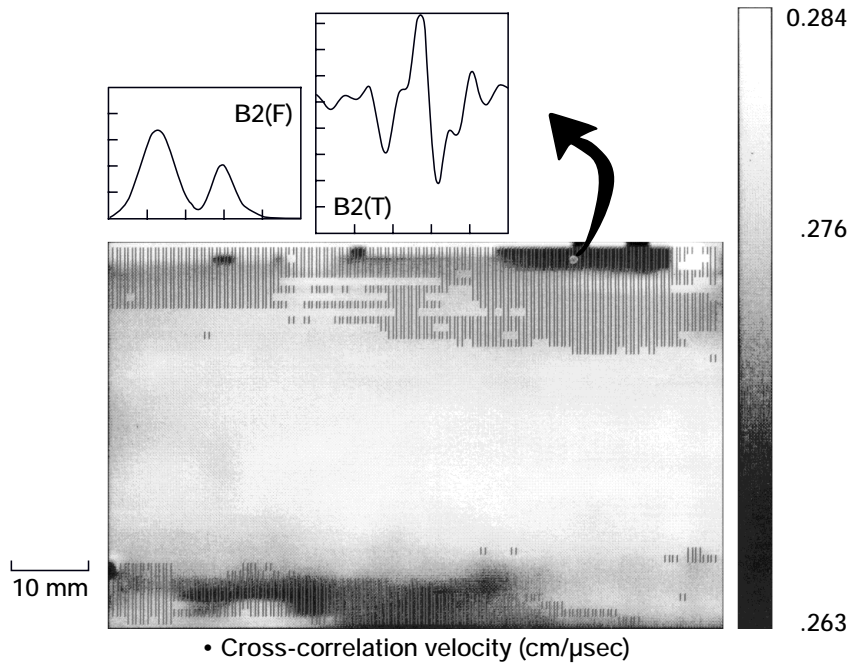 0.284
B2(F)
B2(T)
.276
10 mm
.263
• Cross-correlation velocity (cm/μsec)